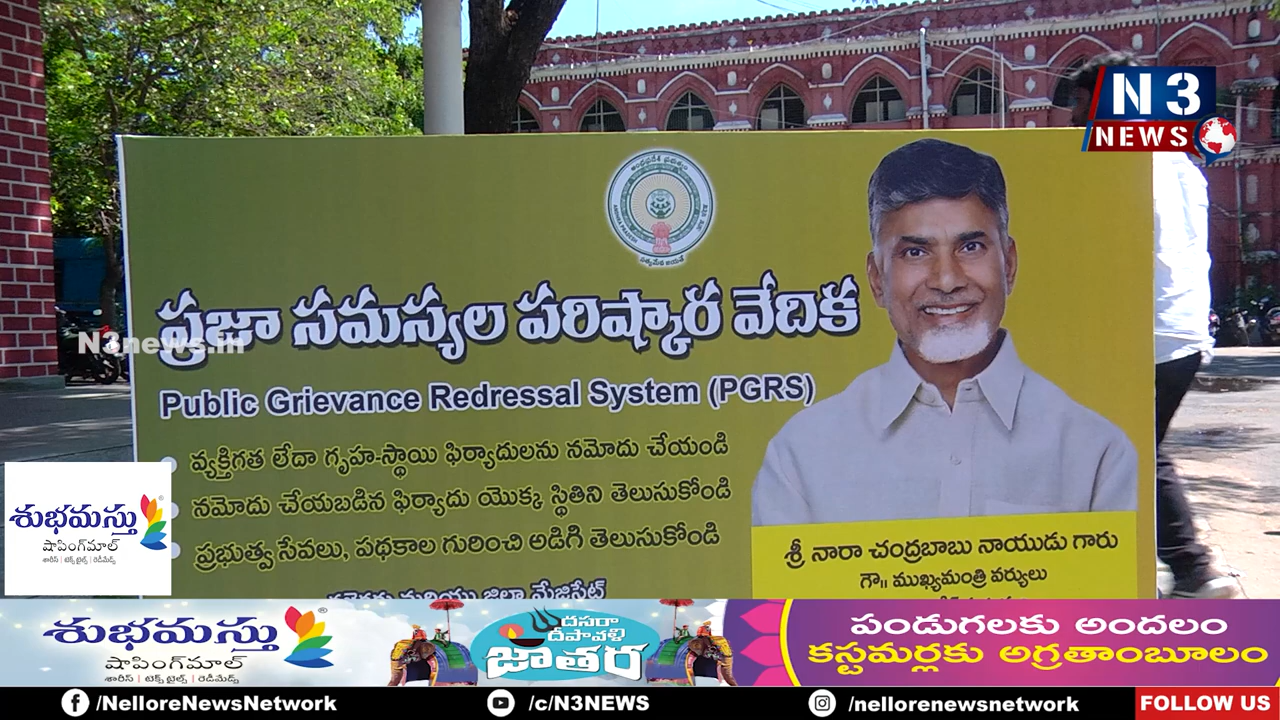 N3
NEWS
ప్రజా సమస్యల పరిష్కార వేదిక
N3news.in
Public Grievance Redressal System (PGRS)
వ్యక్తిగత లేదా గృహ-స్థాయి ఫిర్యాదులను నమోదు చేయండి
నమోదు చేయబడిన ఫిర్యాదు యొక్క స్థితిని తెలుసుకోండి
ప్రభుత్వ సేవలు, పథకాల గురించి అడిగి తెలుసుకోండి
శ్రీ నారా చంద్రబాబు నాయుడు గారు
గౌ|| ముఖ్యమంత్రి వర్యులు
శుభమస్తు
షాపింగ్‌మాల్
శారీస్ | టెక్స్‌టైల్స్ | రెడీమేడ్స్
శుభమస్తు
షాపింగ్‌మాల్
శారీస్ | టెక్స్‌టైల్స్ | రెడీమేడ్స్
దసరా
దీపావళి
జాతర
పండుగలకు అందలం
కస్టమర్లకు అగ్రతాంబూలం
/NelloreNewsNetwork
/c/N3NEWS
/nellorenewsnetwork
FOLLOW US